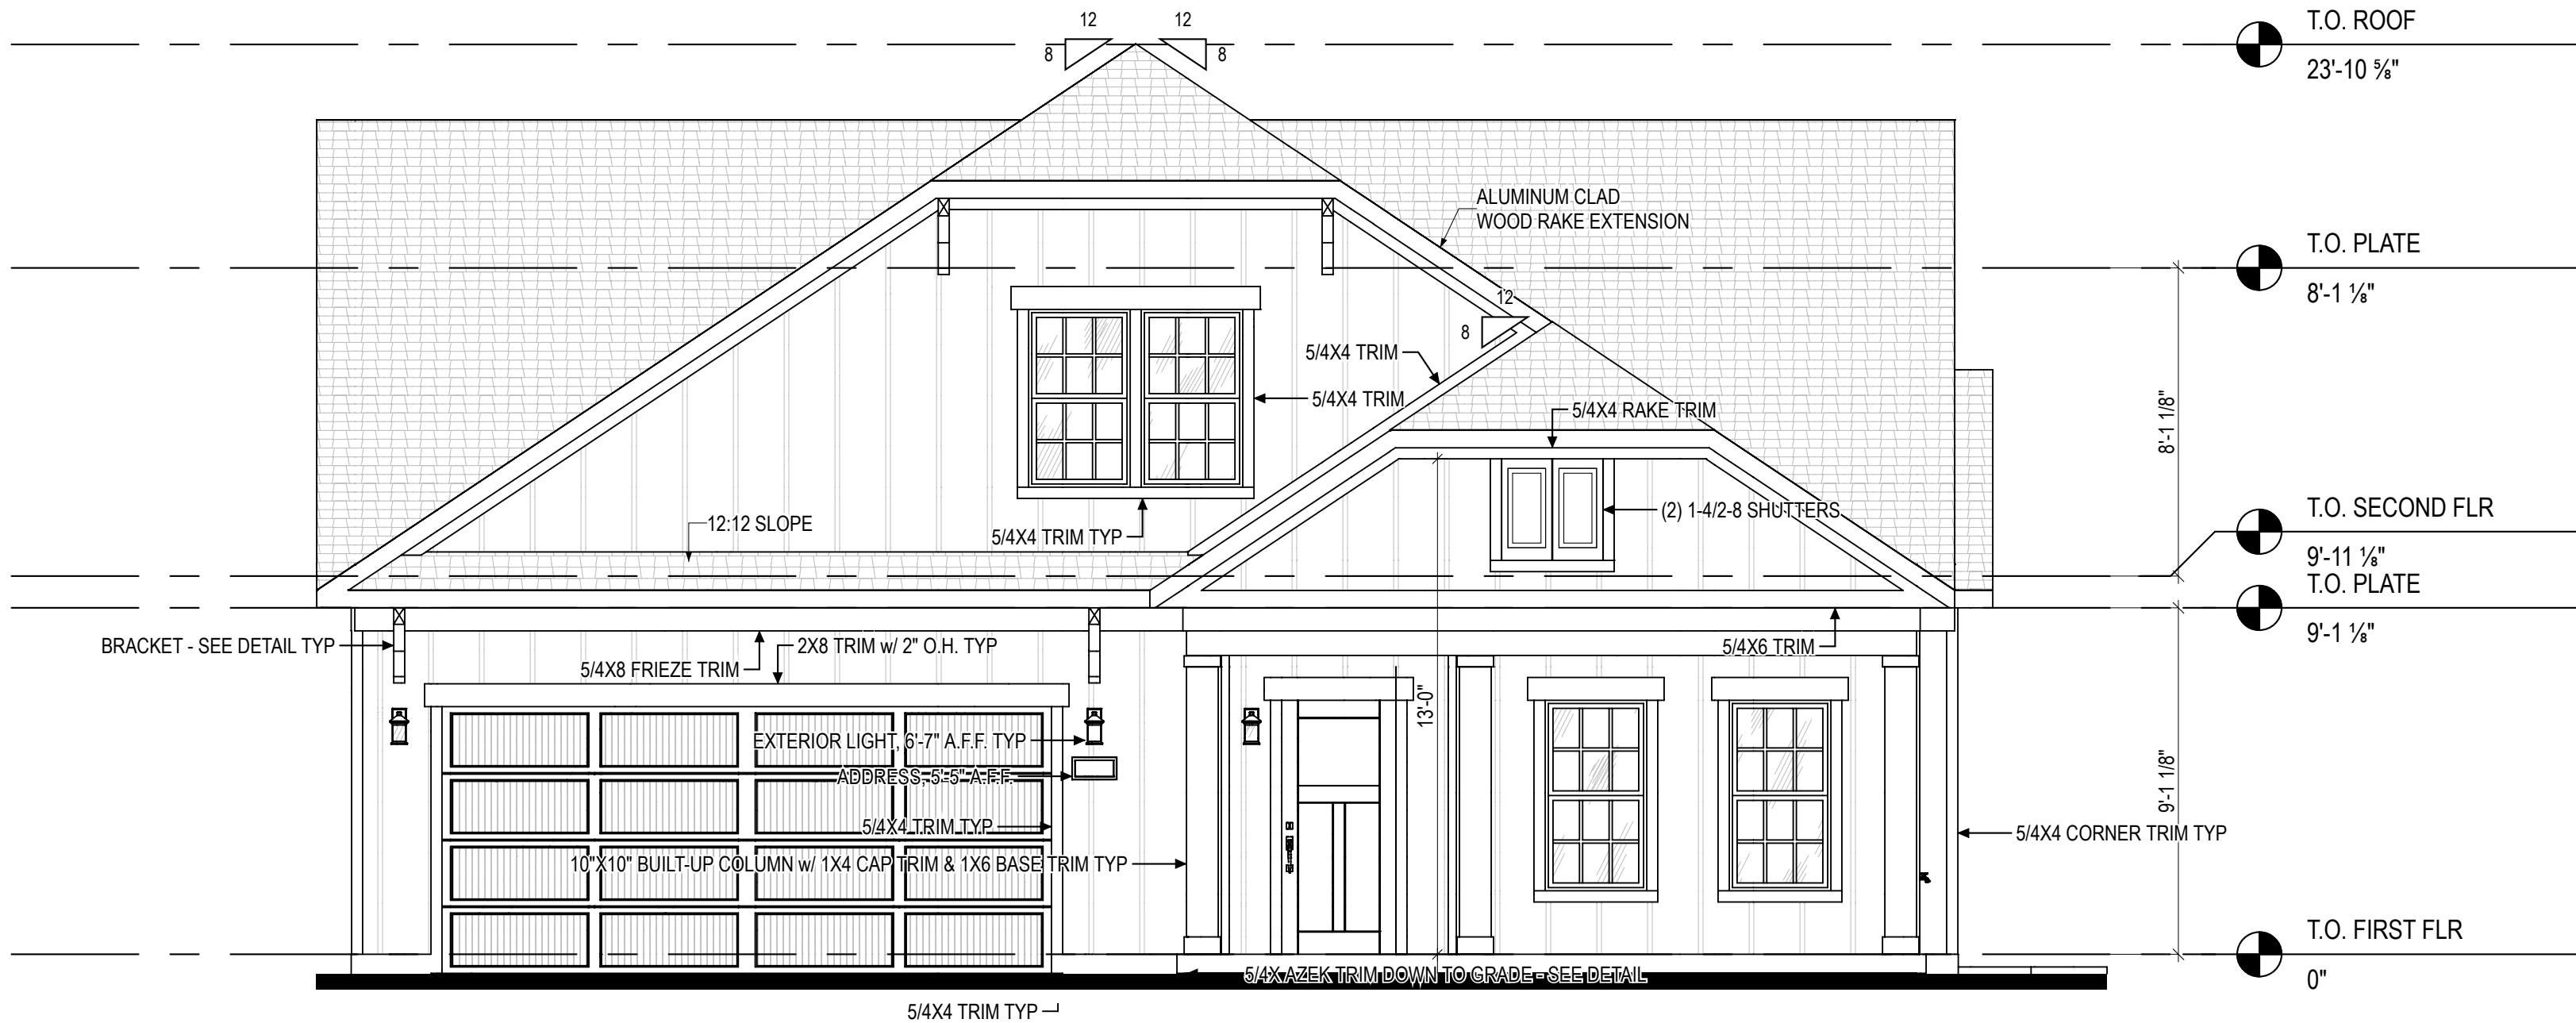 12
12
8
8
T.O. ROOF
23'-10 ⅝"
ALUMINUM CLAD
WOOD RAKE EXTENSION
T.O. PLATE
8'-1 ⅛"
12
8
5/4X4 TRIM
5/4X4 TRIM
5/4X4 RAKE TRIM
8'-1 1/8"
12:12 SLOPE
5/4X4 TRIM TYP
(2) 1-4/2-8 SHUTTERS
T.O. SECOND FLR
9'-11 ⅛"
T.O. PLATE
9'-1 ⅛"
BRACKET - SEE DETAIL TYP
5/4X8 FRIEZE TRIM
2X8 TRIM w/ 2" O.H. TYP
5/4X6 TRIM
13'-0"
EXTERIOR LIGHT, 6'-7" A.F.F. TYP
ADDRESS, 5'-5" A.F.F.
9'-1 1/8"
5/4X4 TRIM TYP
5/4X4 CORNER TRIM TYP
10"X10" BUILT-UP COLUMN w/ 1X4 CAP TRIM & 1X6 BASE TRIM TYP
T.O. FIRST FLR
0"
5/4X AZEK TRIM DOWN TO GRADE - SEE DETAIL
5/4X4 TRIM TYP